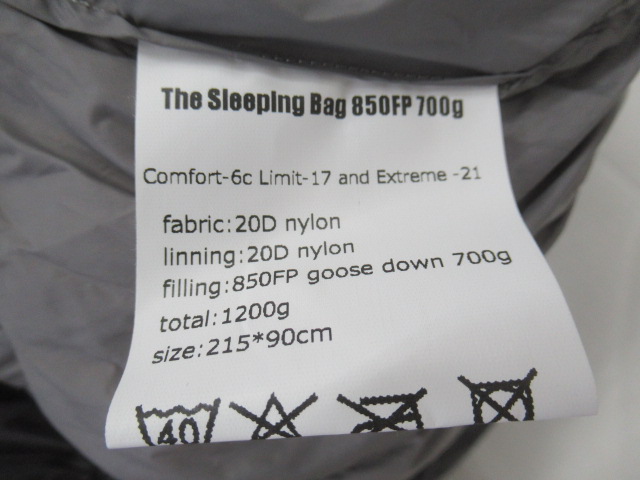 The Sleeping Bag 850FP 700g
Comfort-6c Limit-17 and Extreme -21
fabric:20D nylon
linning:20D nylon
filling:850FP goose down 700g
total:1200g
size:215*90cm
40